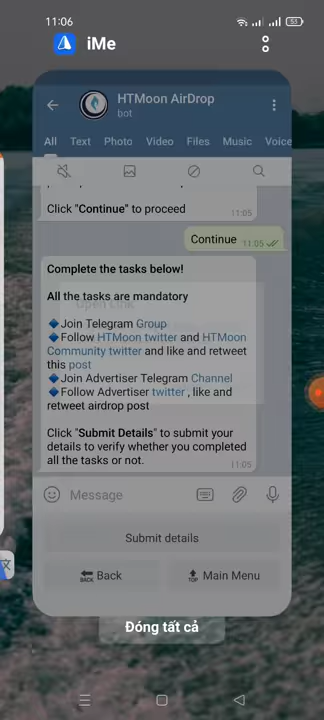 11:06
53
iMe
HTMoon AirDrop
bot
All Text Photo Video Files Music Voice
Click "Continue" to proceed
11:05
Continue 11:05
Complete the tasks below!
All the tasks are mandatory
🔷Join Telegram Group
🔷Follow HTMoon twitter and HTMoon
Community twitter and like and retweet
this post
🔷Join Advertiser Telegram Channel
🔷Follow Advertiser twitter , like and
retweet airdrop post
Click "Submit Details" to submit your
details to verify whether you completed
all the tasks or not.
11:05
Message
Submit details
BACK Back
TOP Main Menu
Đóng tất cả